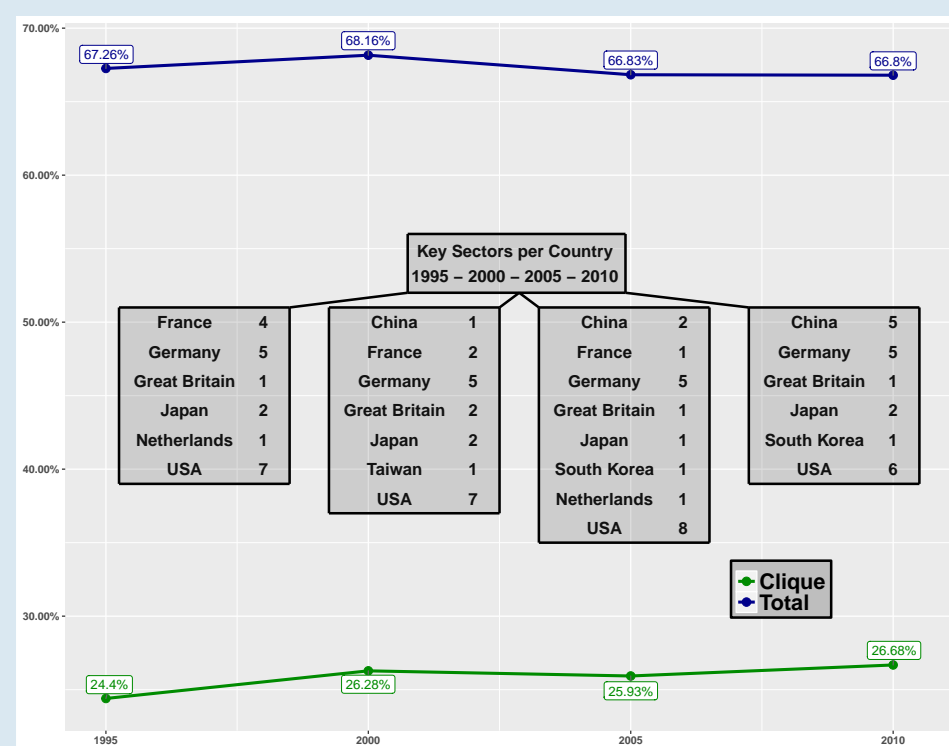 70.00%
67.26%
68.16%
66.83%
66.8%
60.00%
Key Sectors per Country
1995 – 2000 – 2005 – 2010
50.00%
France 4
Germany 5
Great Britain 1
Japan 2
Netherlands 1
USA 7
China 1
France 2
Germany 5
Great Britain 2
Japan 2
Taiwan 1
USA 7
China 2
France 1
Germany 5
Great Britain 1
Japan 1
South Korea 1
Netherlands 1
USA 8
China 5
Germany 5
Great Britain 1
Japan 2
South Korea 1
USA 6
40.00%
Clique
Total
30.00%
24.4%
26.28%
25.93%
26.68%
1995 2000 2005 2010